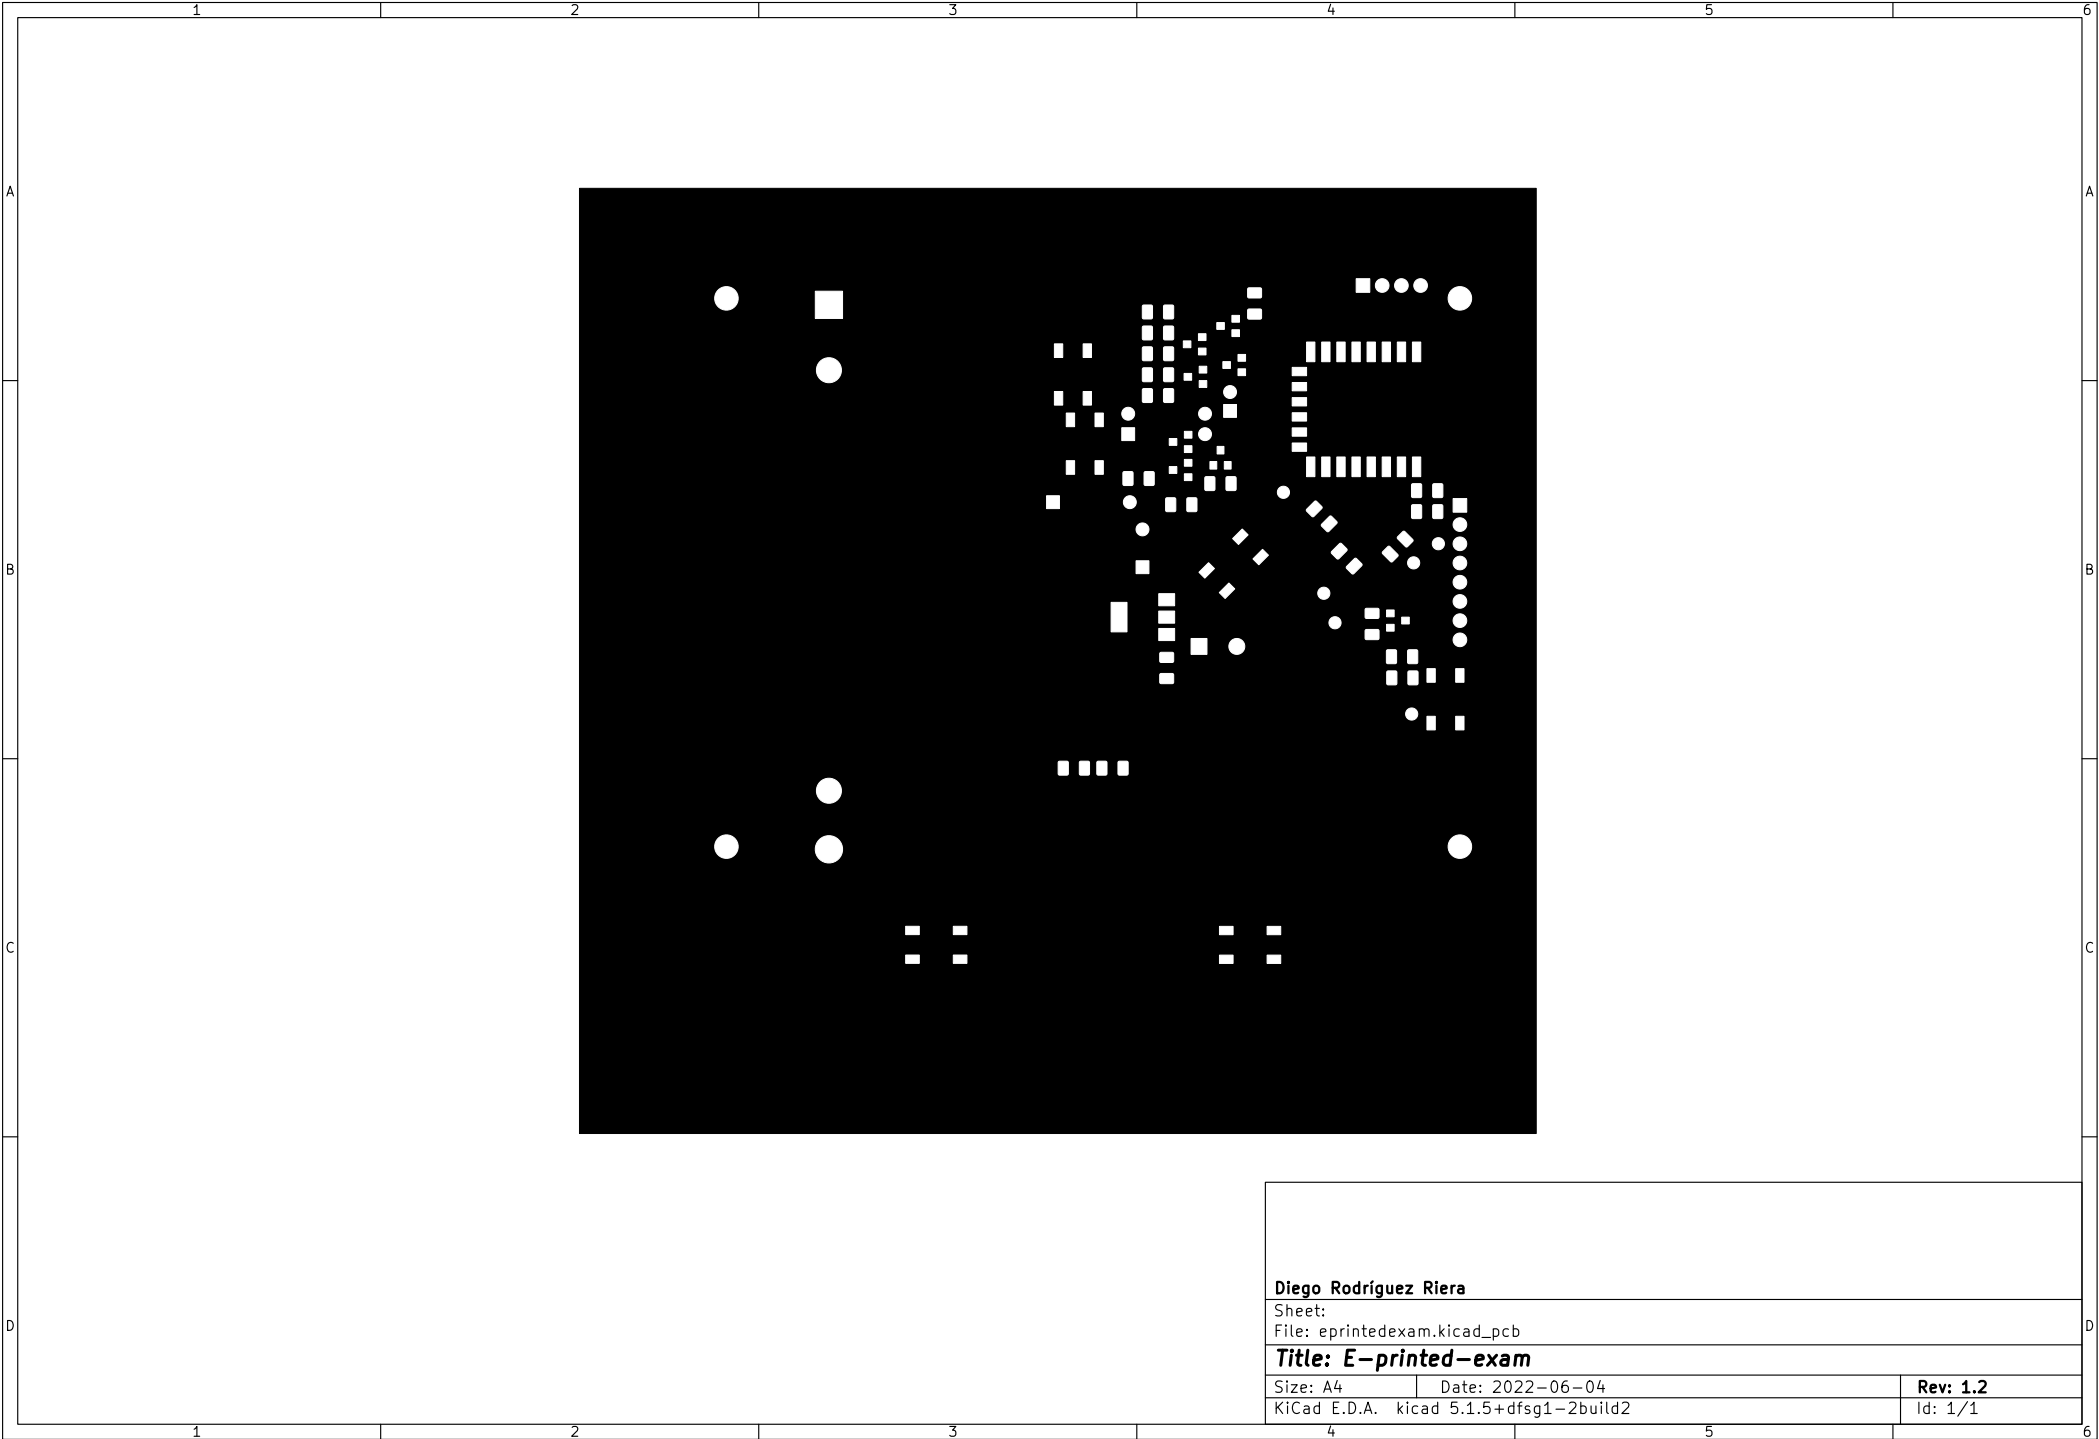 1 2 3 4 5 6
A A
B B
C C
Diego Rodríguez Riera
Sheet:
File: eprintedexam.kicad_pcb
D D
Title: E-printed-exam
Size: A4 Date: 2022-06-04 Rev: 1.2
KiCad E.D.A. kicad 5.1.5+dfsg1-2build2 Id: 1/1
1 2 3 4 5 6